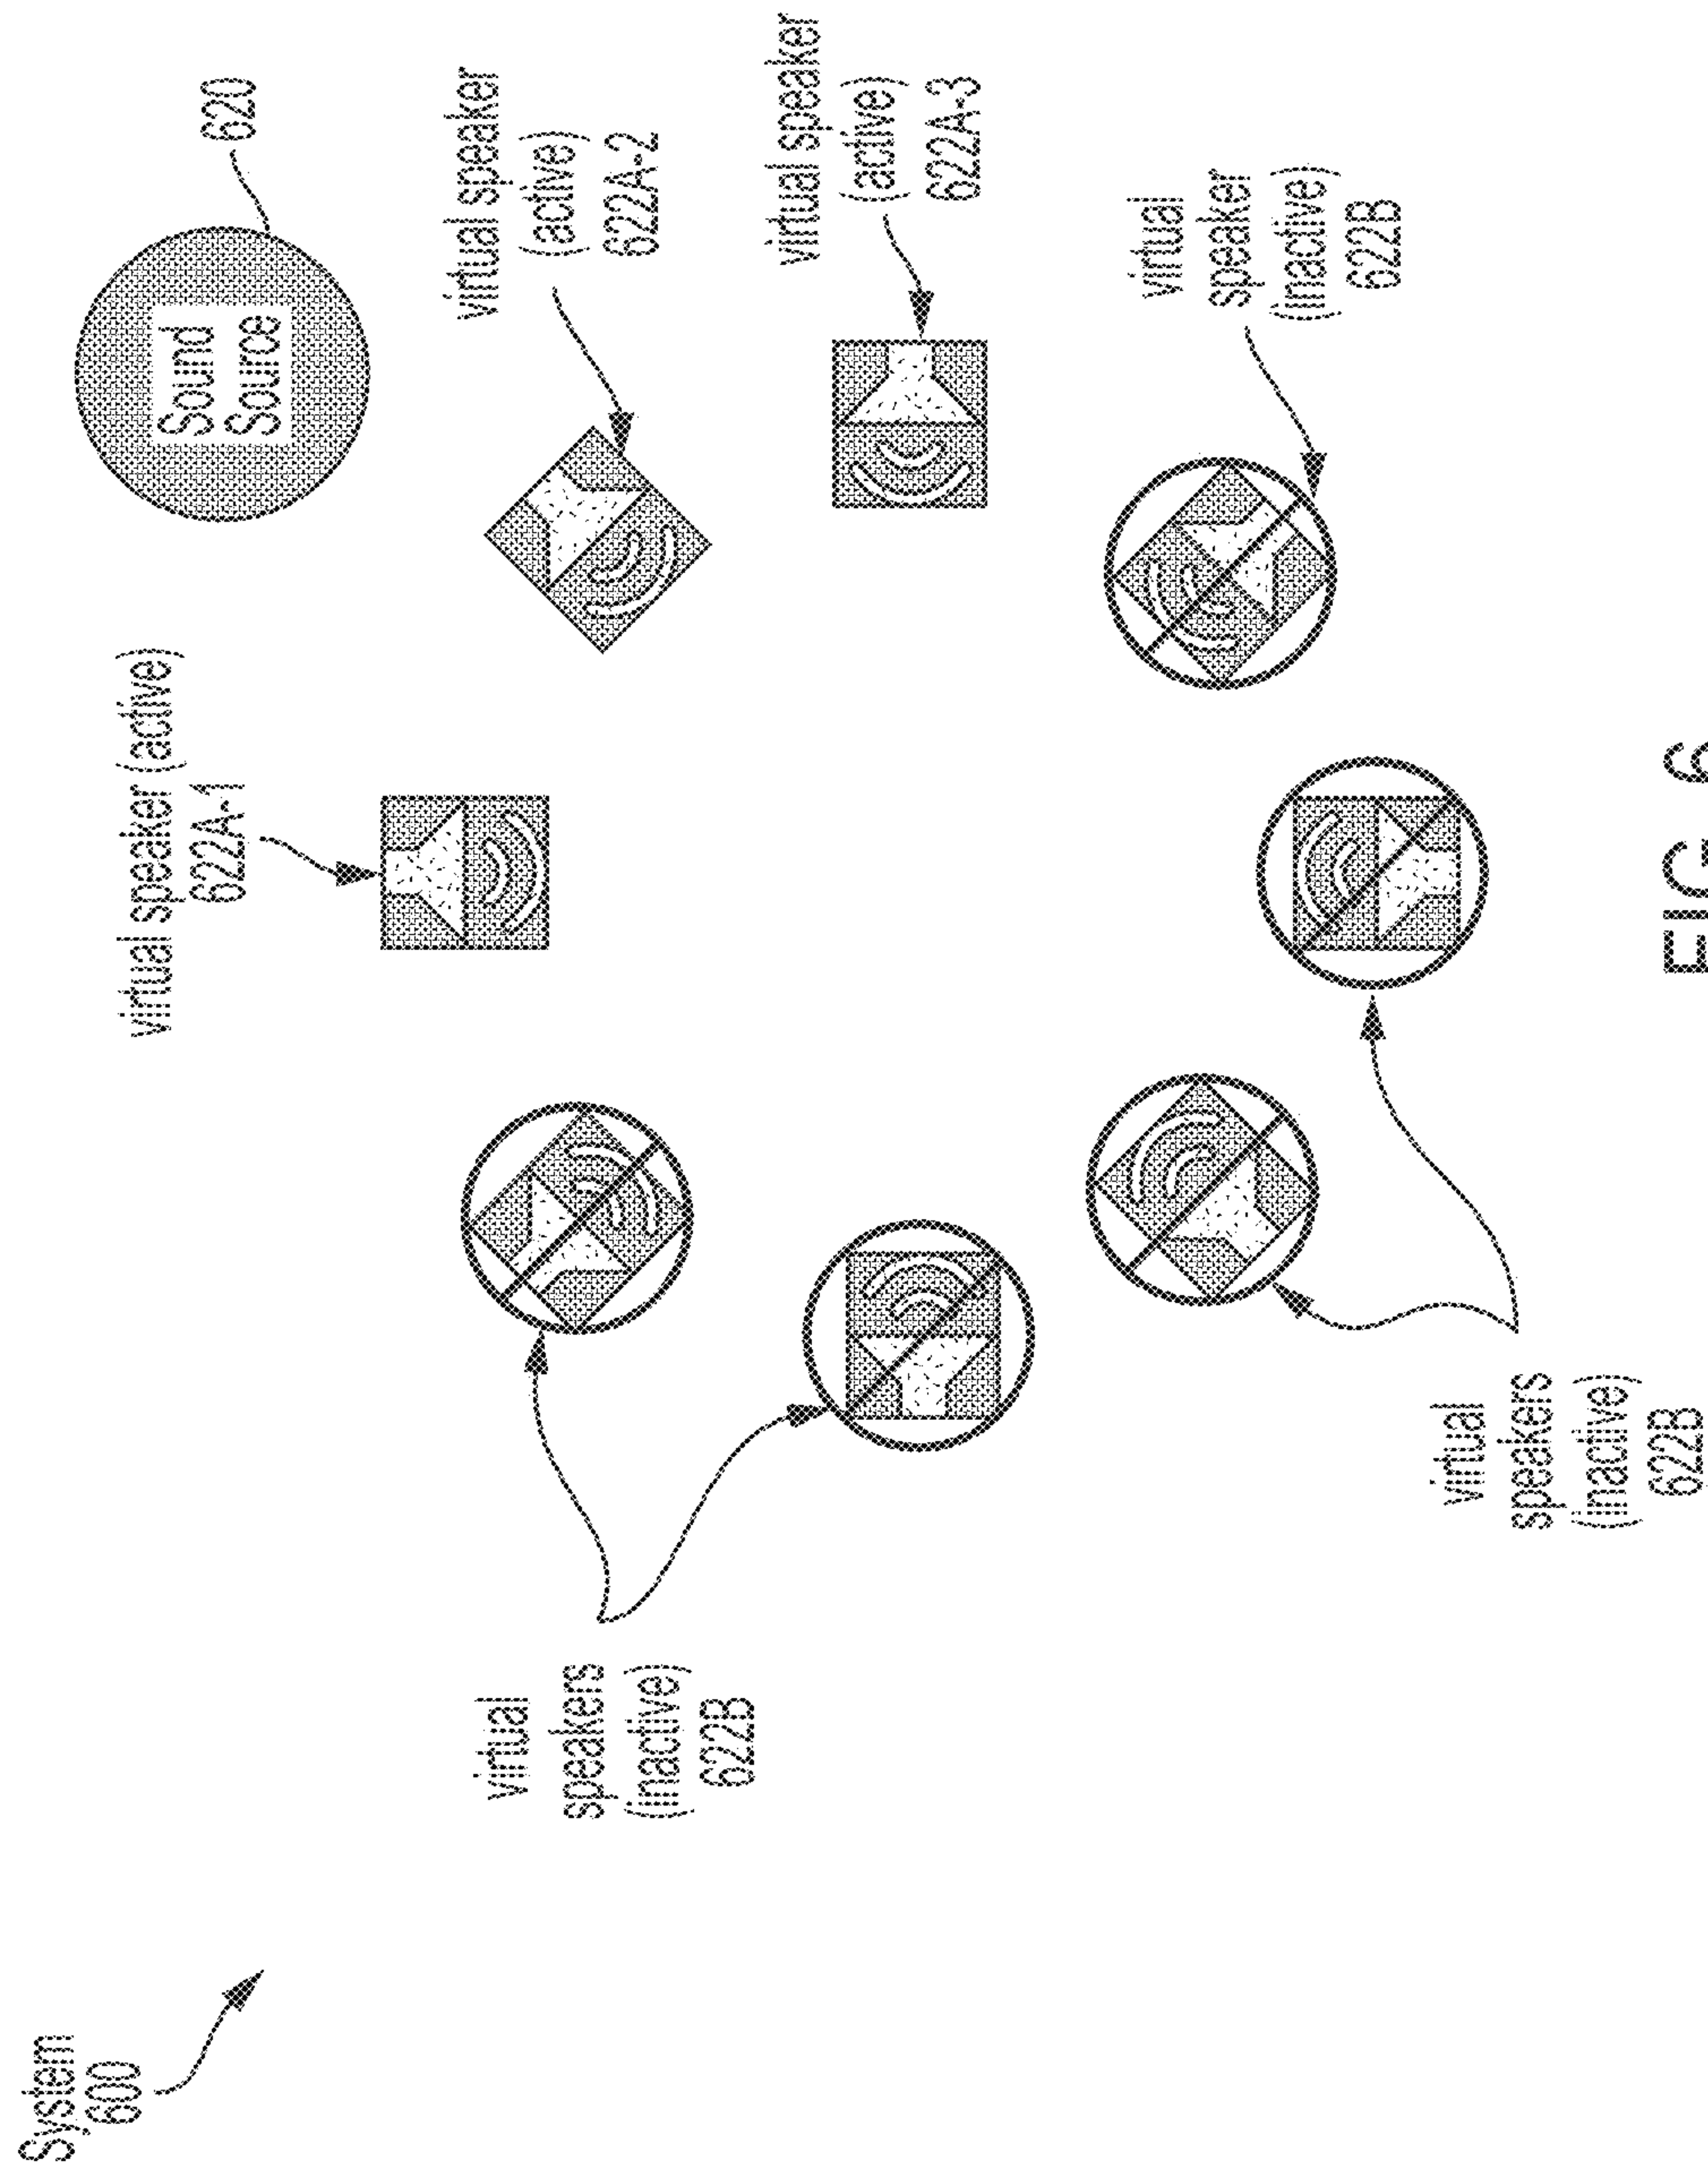 System
600
virtual speaker (active)
622A-1
Sound
Source
620
virtual speakers
(inactive)
622B
virtual speaker
(active)
622A-2
virtual speaker
(active)
622A-3
virtual
speaker
(inactive)
622B
virtual
speakers
(inactive)
622B
FIG. 6